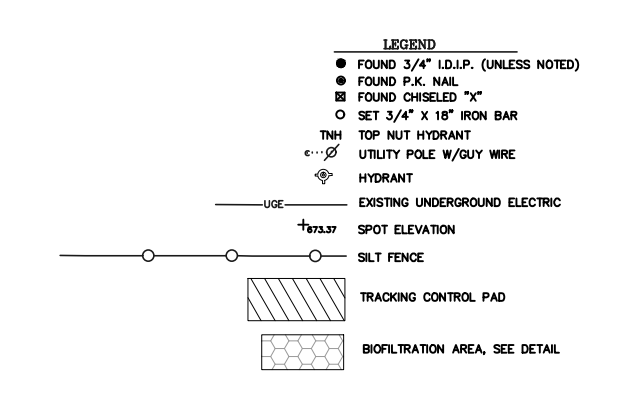 LEGEND
FOUND 3/4" I.D.I.P. (UNLESS NOTED)
FOUND P.K. NAIL
FOUND CHISELED "X"
SET 3/4" X 18" IRON BAR
TNH TOP NUT HYDRANT
UTILITY POLE W/GUY WIRE
HYDRANT
UGE EXISTING UNDERGROUND ELECTRIC
673.37 SPOT ELEVATION
SILT FENCE
TRACKING CONTROL PAD
BIOFILTRATION AREA, SEE DETAIL